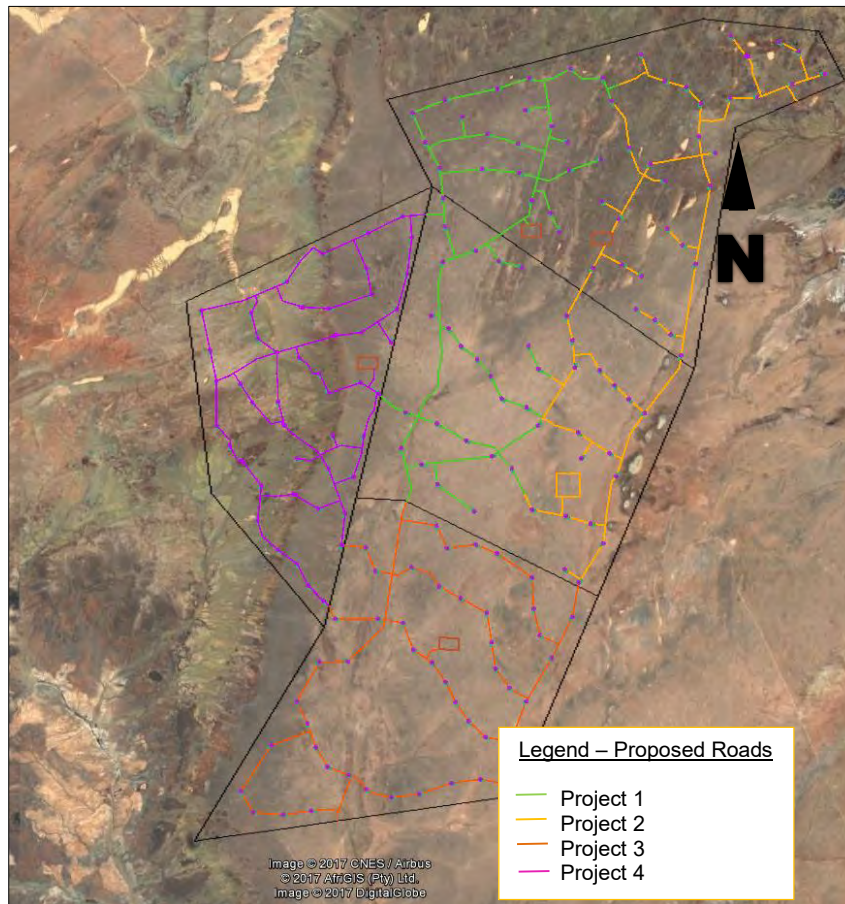 N
Legend – Proposed Roads
Project 1
Project 2
Project 3
Project 4
Image © 2017 CNES / Airbus
© 2017 AfriGIS (Pty) Ltd.
Image © 2017 DigitalGlobe